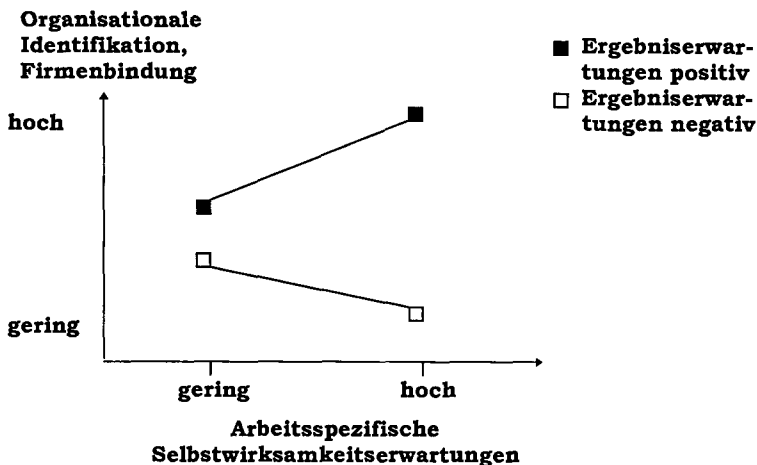 Organisationale
Identifikation,
Firmenbindung
Ergebniserwar-
tungen positiv
Ergebniserwar-
tungen negativ
hoch
gering
gering hoch
Arbeitsspezifische
Selbstwirksamkeitserwartungen